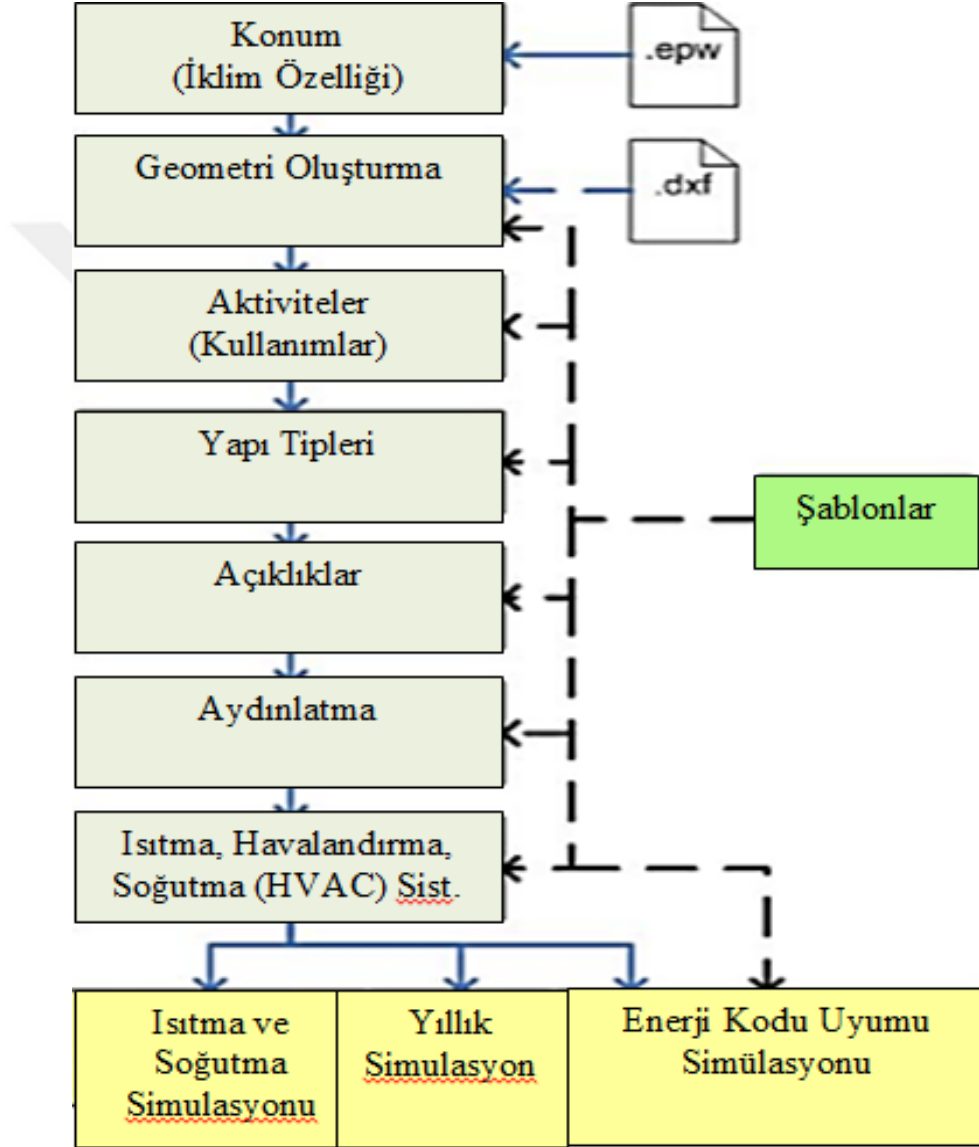 Konum
(İklim Özelliği)
.epw
Geometri Oluşturma
.dxf
Aktiviteler
(Kullanımlar)
Yapı Tipleri
Şablonlar
Açıklıklar
Aydınlatma
Isıtma, Havalandırma,
Soğutma (HVAC) Sist.
Isıtma ve
Soğutma
Simulasyonu
Yıllık
Simulasyon
Enerji Kodu Uyumu
Simülasyonu